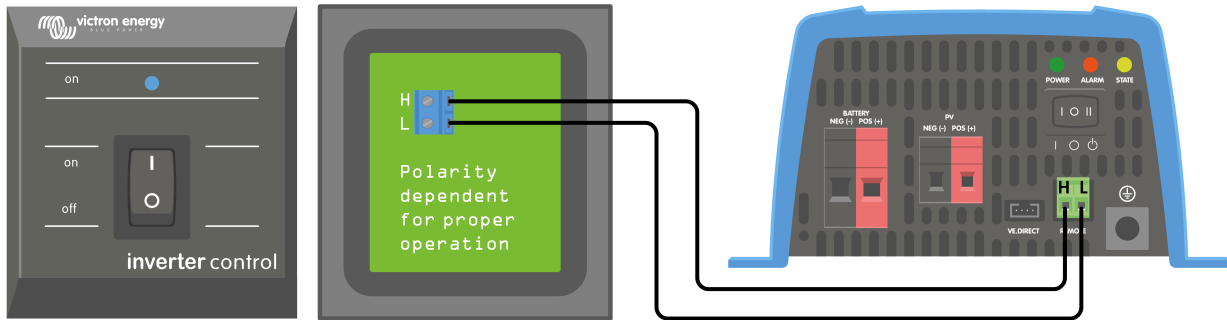 victron energy
BLUE POWER
on
on
off
I
O
inverter control
H
L
Polarity
dependent
for proper
operation
POWER ALARM STATE
I O II
I O ⏻
BATTERY
NEG (-) POS (+)
PV
NEG (-) POS (+)
H L
VE.DIRECT
REMOTE